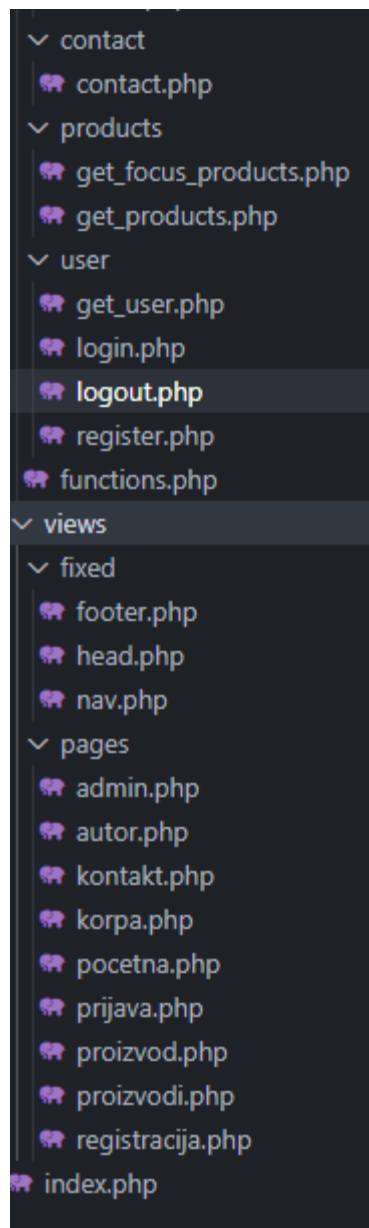 contact
contact.php
products
get_focus_products.php
get_products.php
user
get_user.php
login.php
logout.php
register.php
functions.php
views
fixed
footer.php
head.php
nav.php
pages
admin.php
autor.php
kontakt.php
korpa.php
pocetna.php
prijava.php
proizvod.php
proizvodi.php
registracija.php
index.php